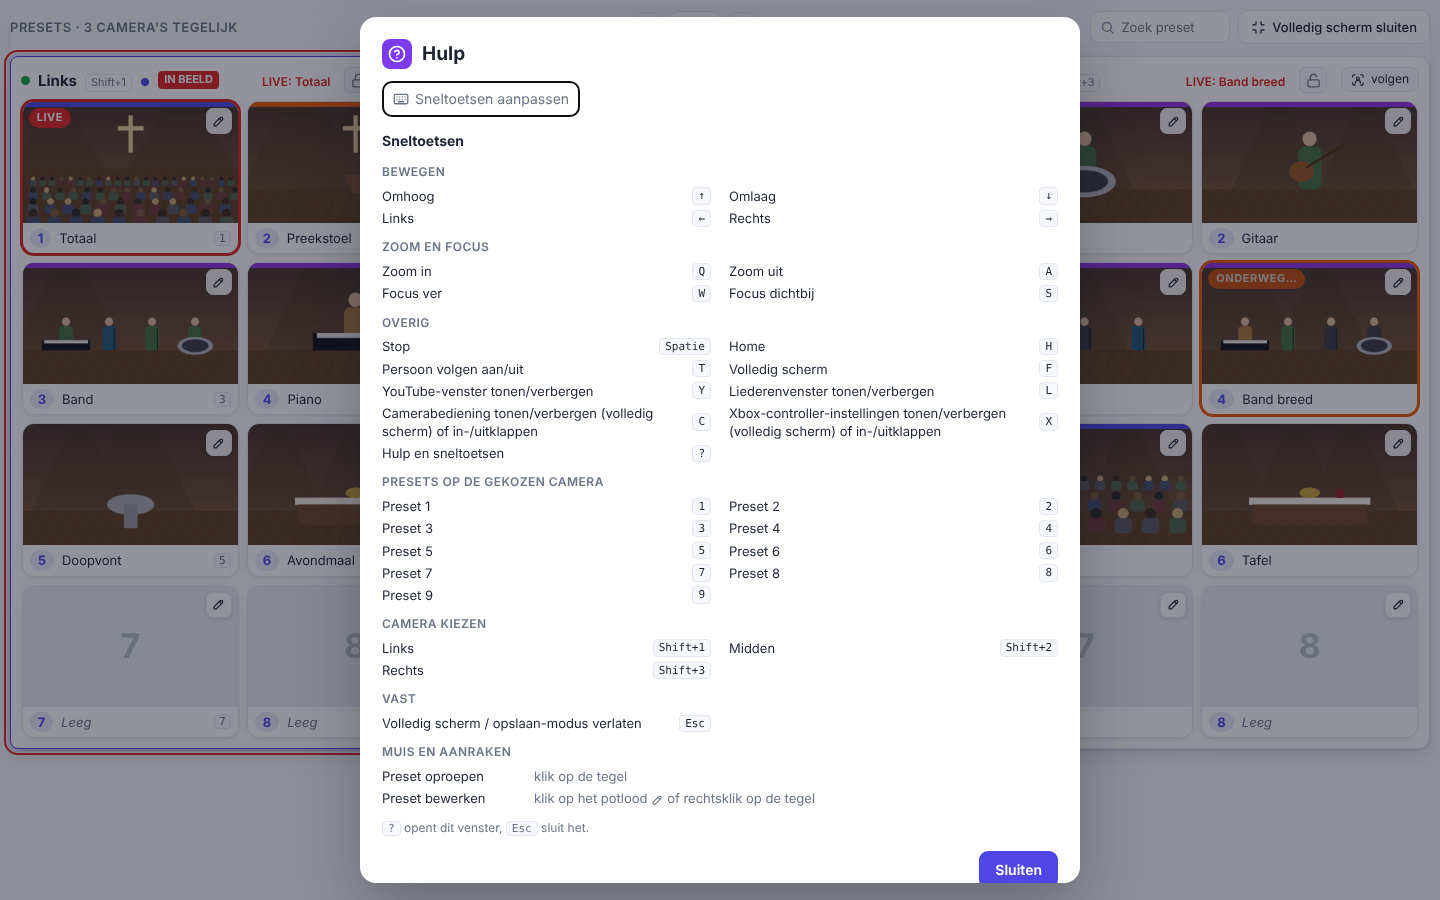 PRESETS · 3 CAMERA'S TEGELIJK
Zoek preset
Volledig scherm sluiten
Links
Shift+1
IN BEELD
LIVE: Totaal
+3
LIVE: Band breed
volgen
LIVE
1 Totaal 1
2 Preekstoel
2 Gitaar
3 Band 3
4 Piano
ONDERWEG...
4 Band breed
5 Doopvont 5
6 Avondmaal
6 Tafel
7
8
7
8
7 Leeg 7
8 Leeg
8 Leeg
Hulp
Sneltoetsen aanpassen
Sneltoetsen
BEWEGEN
Omhoog ↑ Omlaag ↓
Links ← Rechts →
ZOOM EN FOCUS
Zoom in Q Zoom uit A
Focus ver W Focus dichtbij S
OVERIG
Stop Spatie Home H
Persoon volgen aan/uit T Volledig scherm F
YouTube-venster tonen/verbergen Y Liederenvenster tonen/verbergen L
Camerabediening tonen/verbergen (volledig
scherm) of in-/uitklappen C
Xbox-controller-instellingen tonen/verbergen
(volledig scherm) of in-/uitklappen X
Hulp en sneltoetsen ?
PRESETS OP DE GEKOZEN CAMERA
Preset 1 1 Preset 2 2
Preset 3 3 Preset 4 4
Preset 5 5 Preset 6 6
Preset 7 7 Preset 8 8
Preset 9 9
CAMERA KIEZEN
Links Shift+1 Midden Shift+2
Rechts Shift+3
VAST
Volledig scherm / opslaan-modus verlaten Esc
MUIS EN AANRAKEN
Preset oproepen klik op de tegel
Preset bewerken klik op het potlood of rechtsklik op de tegel
? opent dit venster, Esc sluit het.
Sluiten